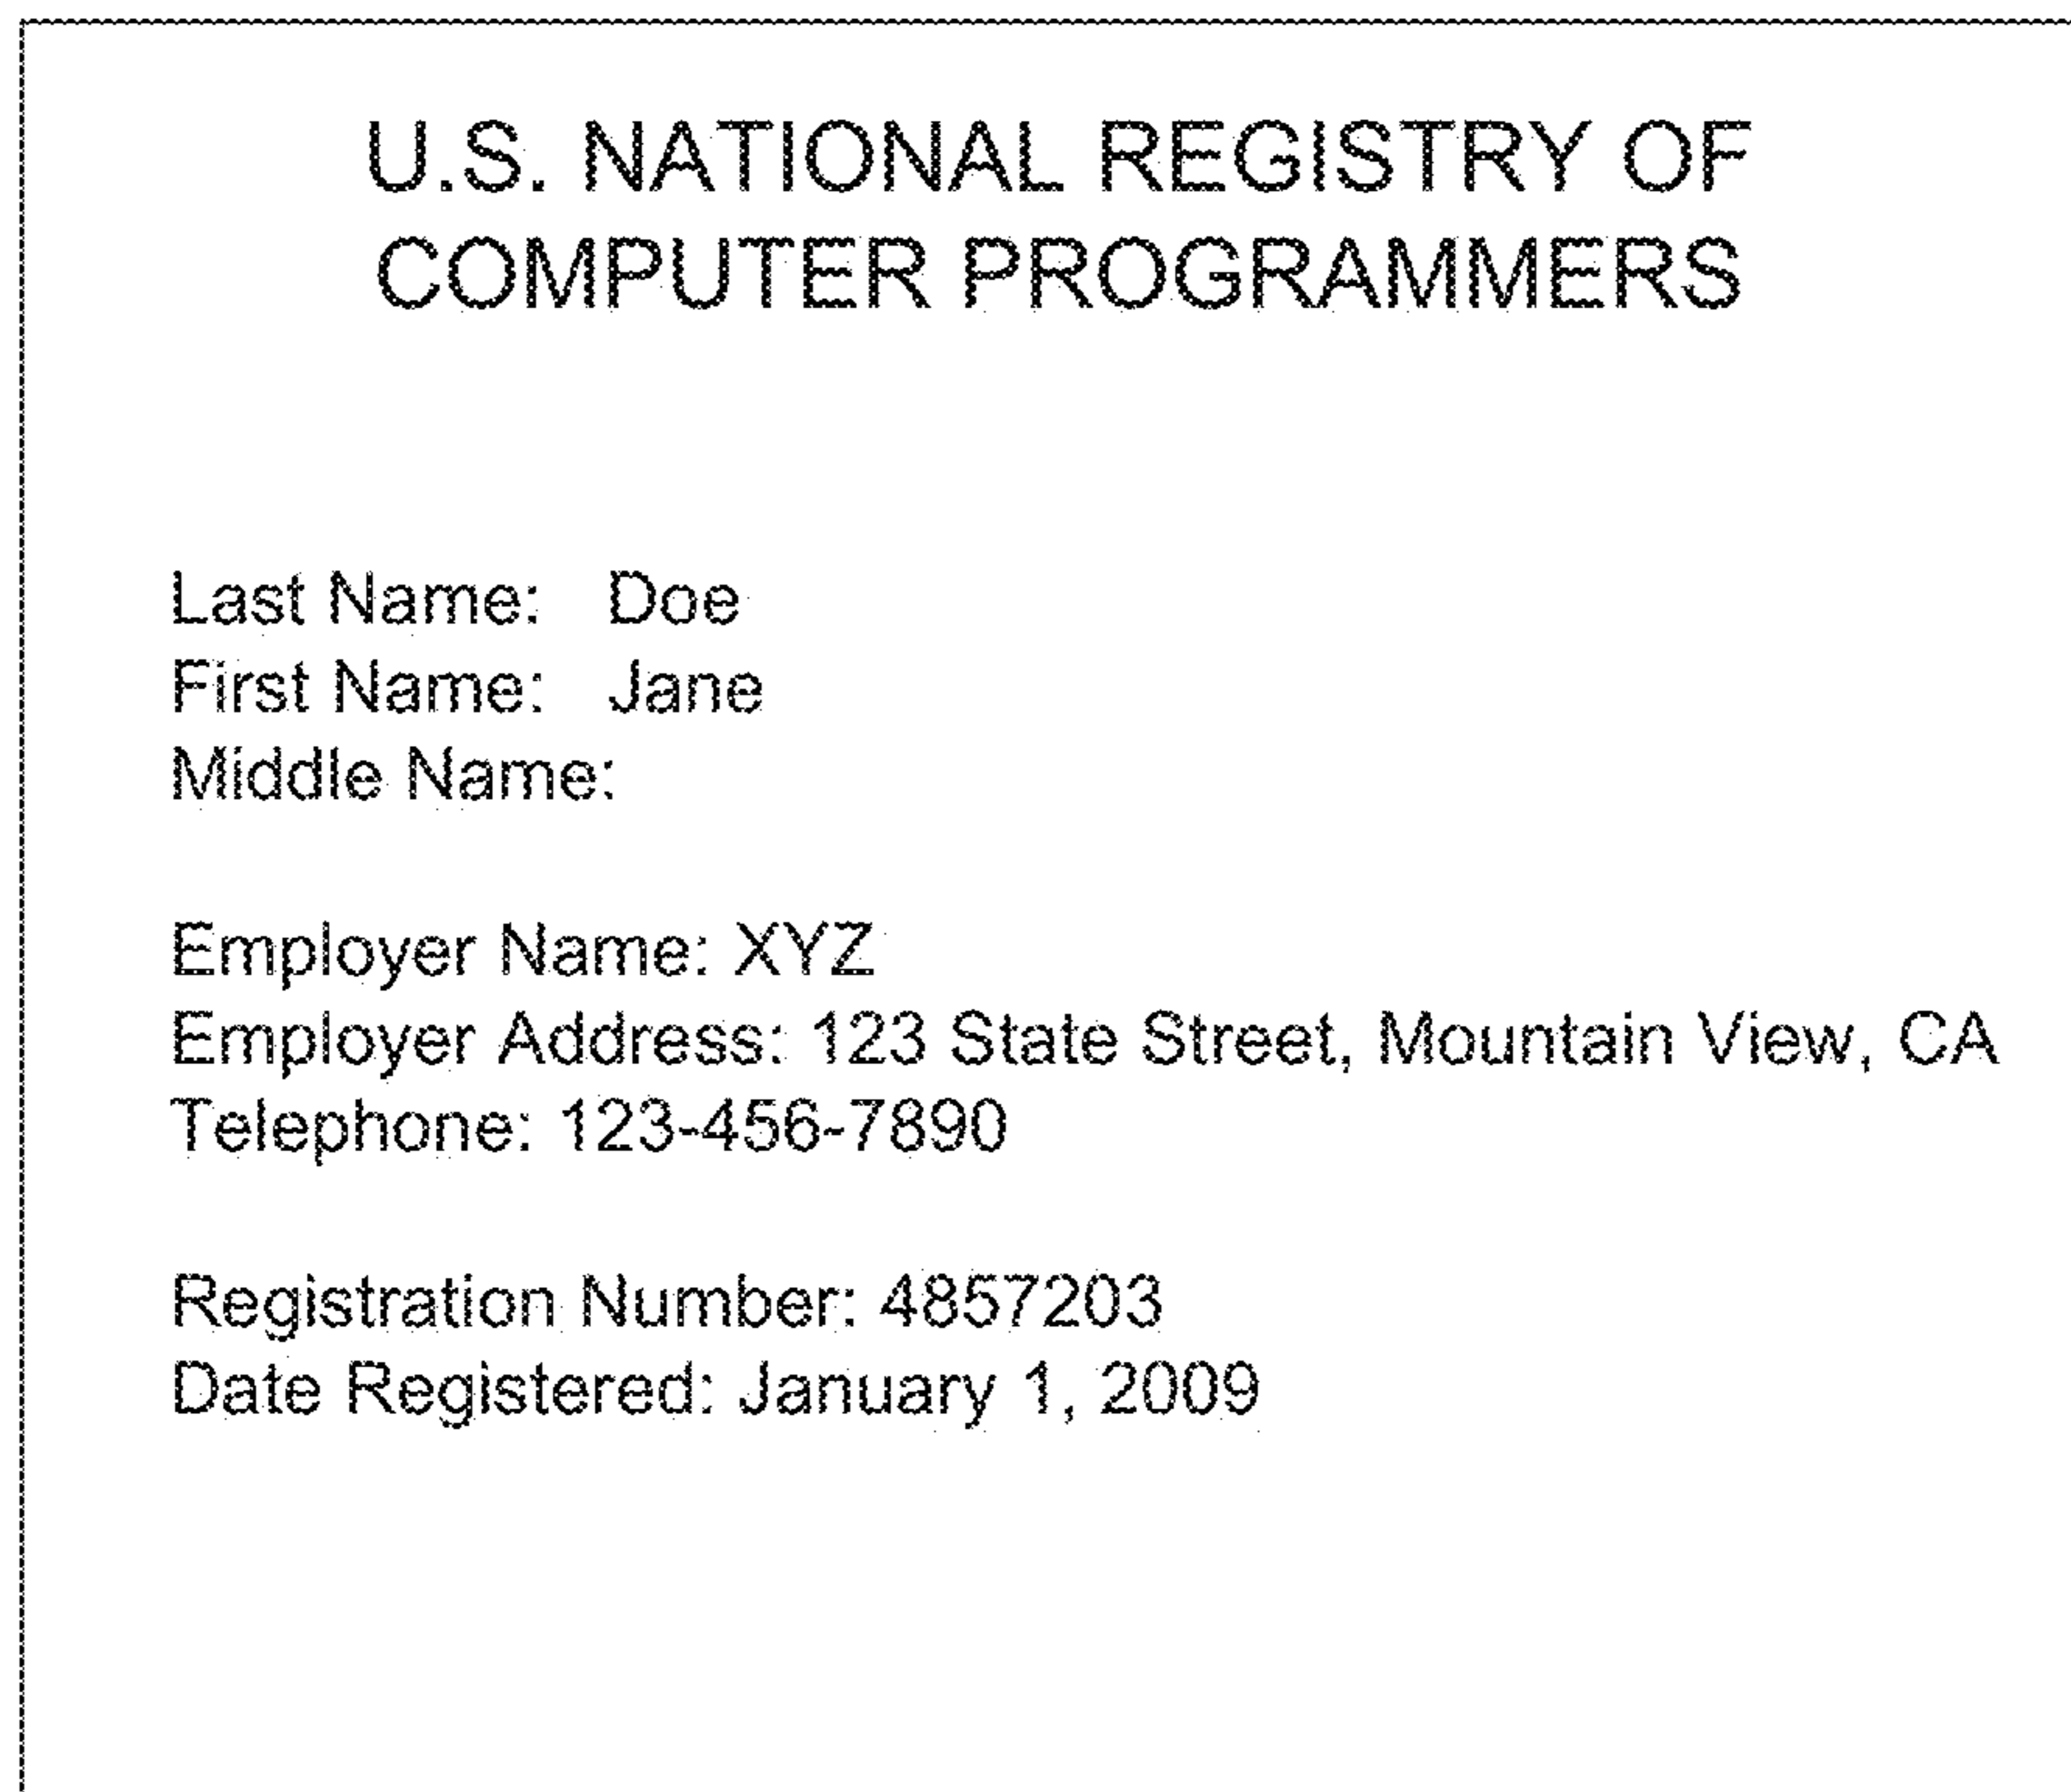 U.S. NATIONAL REGISTRY OF
COMPUTER PROGRAMMERS
Last Name: Doe
First Name: Jane
Middle Name:
Employer Name: XYZ
Employer Address: 123 State Street, Mountain View, CA
Telephone: 123-456-7890
Registration Number: 4857203
Date Registered: January 1, 2009